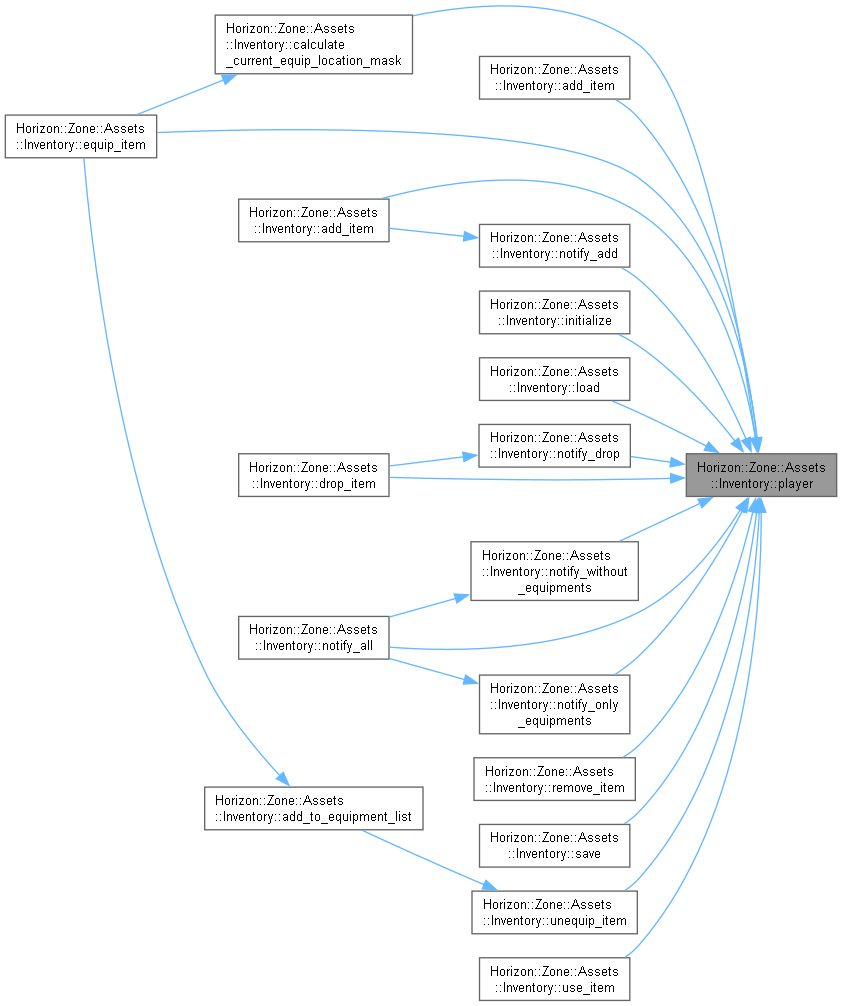 Horizon::Zone::Assets
::Inventory::calculate
_current_equip_location_mask
Horizon::Zone::Assets
::Inventory::add_item
Horizon::Zone::Assets
::Inventory::equip_item
Horizon::Zone::Assets
::Inventory::add_item
Horizon::Zone::Assets
::Inventory::notify_add
Horizon::Zone::Assets
::Inventory::initialize
Horizon::Zone::Assets
::Inventory::load
Horizon::Zone::Assets
::Inventory::notify_drop
Horizon::Zone::Assets
::Inventory::drop_item
Horizon::Zone::Assets
::Inventory::player
Horizon::Zone::Assets
::Inventory::notify_without
_equipments
Horizon::Zone::Assets
::Inventory::notify_all
Horizon::Zone::Assets
::Inventory::notify_only
_equipments
Horizon::Zone::Assets
::Inventory::remove_item
Horizon::Zone::Assets
::Inventory::add_to_equipment_list
Horizon::Zone::Assets
::Inventory::save
Horizon::Zone::Assets
::Inventory::unequip_item
Horizon::Zone::Assets
::Inventory::use_item